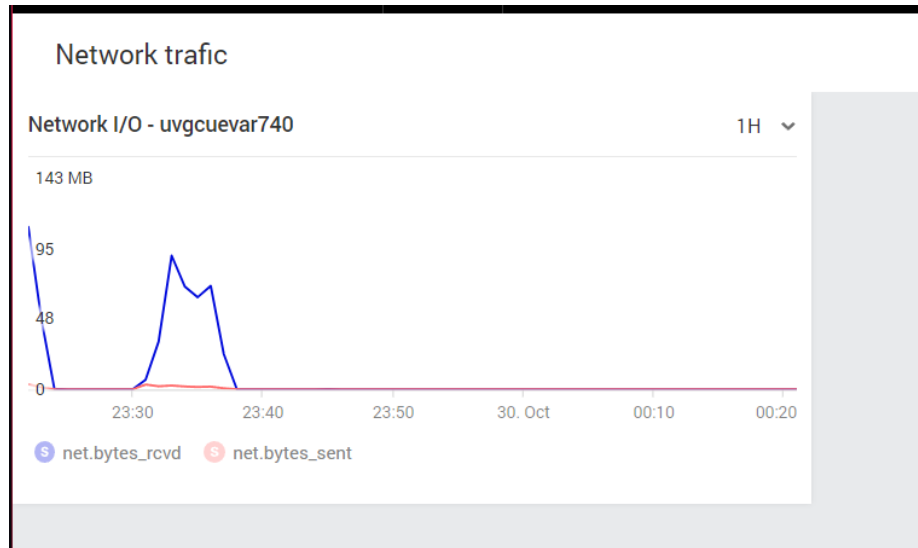 Network trafic
Network I/O - uvgcuevar740 1H
143 MB
95
48
0
23:30 23:40 23:50 30. Oct 00:10 00:20
S net.bytes_rcvd S net.bytes_sent